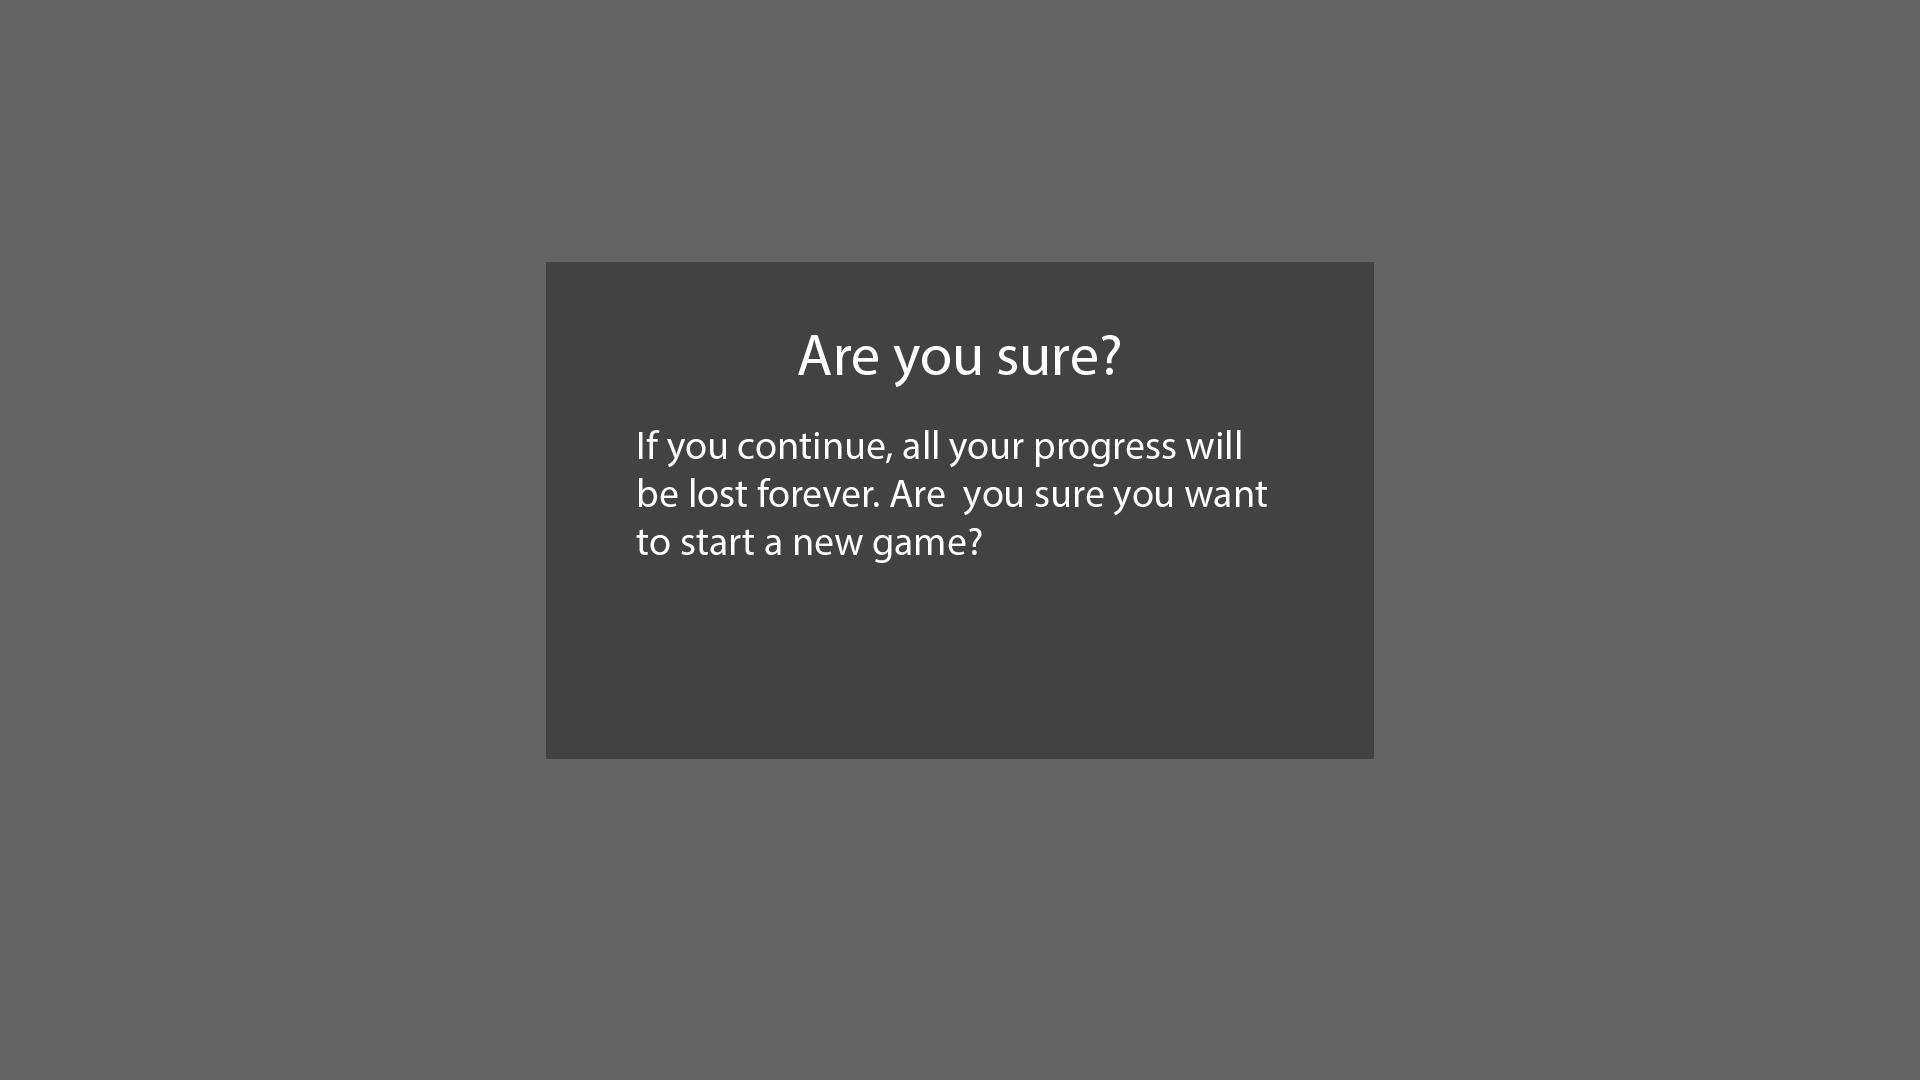 Are you sure?
If you continue, all your progress will
be lost forever. Are  you sure you want
to start a new game?